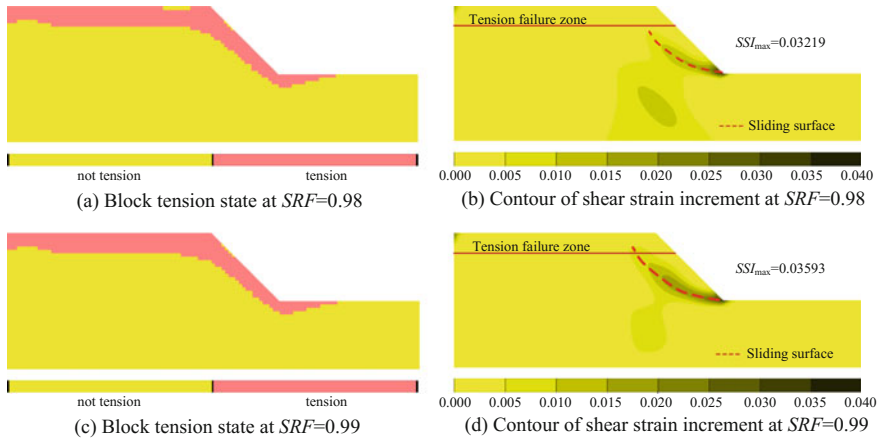 Tension failure zone
SSImax=0.03219
Sliding surface
not tension tension
0.000 0.005 0.010 0.015 0.020 0.025 0.030 0.035 0.040
(a) Block tension state at SRF=0.98
(b) Contour of shear strain increment at SRF=0.98
Tension failure zone
SSImax=0.03593
Sliding surface
not tension tension
0.000 0.005 0.010 0.015 0.020 0.025 0.030 0.035 0.040
(c) Block tension state at SRF=0.99
(d) Contour of shear strain increment at SRF=0.99